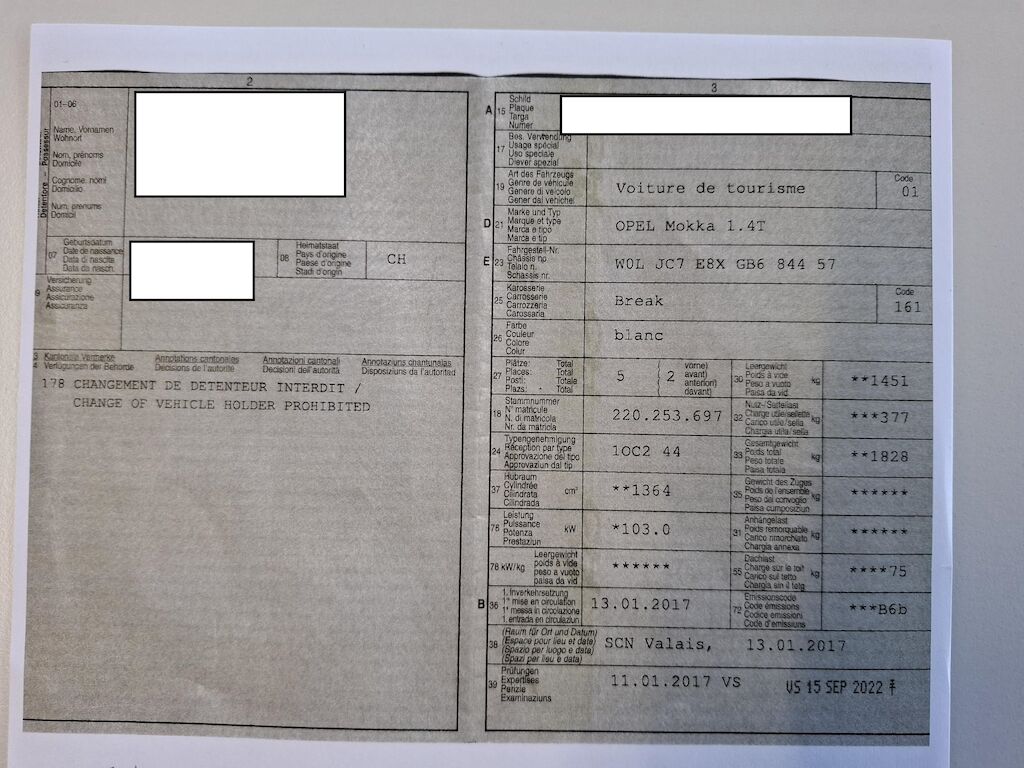 2
01-06
Name, Vornamen
Wohnort
Nom, prénoms
Domicile
Cognome, nomi
Domicilio
Num, prenums
Domicil
07
Geburtsdatum
Date de naissance
Data di nascita
Data da nasch.
08
Heimatstaat
Pays d'origine
Paese d'origine
Stadi d'origin
CH
Versicherung
Assurance
Assicurazione
Assicuranza
Kantonale Vermerke
Verfügungen der Behörde
Annotations cantonales
Décisions de l'autorité
Annotazioni cantonali
Decisioni dell'autorità
Annotaziuns chantunalas
Disposiziuns da l'autoritad
178 CHANGEMENT DE DETENTEUR INTERDIT /
CHANGE OF VEHICLE HOLDER PROHIBITED
3
A 15
Schild
Plaque
Targa
Numer
17
Bes. Verwendung
Usage spécial
Uso speciale
Diever spezial
19
Art des Fahrzeugs
Genre de véhicule
Genere di veicolo
Gener dal vehichel
Voiture de tourisme
Code
01
D 21
Marke und Typ
Marque et type
Marca e tipo
Marca e tip
OPEL Mokka 1.4T
E 23
Fahrgestell-Nr.
Châssis no
Telaio n.
Schassis nr.
W0L JC7 E8X GB6 844 57
25
Karosserie
Carrosserie
Carrozzeria
Carossaria
Break
Code
161
26
Farbe
Couleur
Colore
Colur
blanc
27
Plätze: Total
Places: Total
Posti: Totale
Plazs: Total
5
( 2
vorne)
avant)
anteriori)
davant)
30
Leergewicht
Poids à vide
Peso a vuoto
Paisa da vid
kg
**1451
18
Stammnummer
N° matricule
N. di matricola
Nr. da matricla
220.253.697
32
Nutz-/Sattellast
Charge utile/sellette
Carico utile/sella
Chargia utila/sella
kg
***377
24
Typengenehmigung
Réception par type
Approvazione del tipo
Approvaziun dal tip
1OC2 44
33
Gesamtgewicht
Poids total
Peso totale
Paisa totala
kg
**1828
37
Hubraum
Cylindrée
Cilindrata
Cilindrada
cm³
**1364
35
Gewicht des Zuges
Poids de l'ensemble
Peso del convoglio
Paisa cumposiziun
kg
******
76
Leistung
Puissance
Potenza
Prestaziun
kW
*103.0
31
Anhängelast
Poids remorquable
Carico rimorchiato
Chargia annexa
kg
******
78 kW/kg
Leergewicht
poids à vide
peso a vuoto
paisa da vid
******
55
Dachlast
Charge sur le toit
Carico sul tetto
Chargia sin il tetg
kg
****75
B 36
1. Inverkehrsetzung
1re mise en circulation
1a messa in circolazione
1. entrada en circulaziun
13.01.2017
72
Emissionscode
Code émissions
Codice emissioni
Code d'emissiuns
***B6b
38
(Raum für Ort und Datum)
(Espace pour lieu et date)
(Spazio per luogo e data)
(Spazi per lieu e data)
SCN Valais, 13.01.2017
39
Prüfungen
Expertises
Perizie
Examinaziuns
11.01.2017 VS
VS 15 SEP 2022